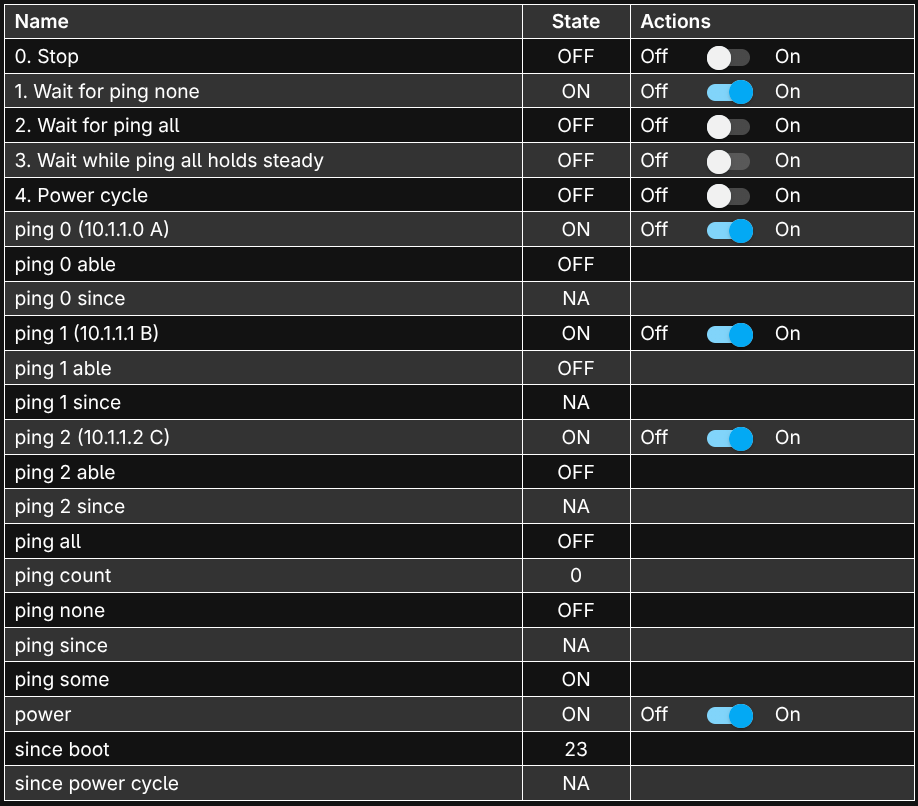 Name State Actions
0. Stop OFF Off On
1. Wait for ping none ON Off On
2. Wait for ping all OFF Off On
3. Wait while ping all holds steady OFF Off On
4. Power cycle OFF Off On
ping 0 (10.1.1.0 A) ON Off On
ping 0 able OFF
ping 0 since NA
ping 1 (10.1.1.1 B) ON Off On
ping 1 able OFF
ping 1 since NA
ping 2 (10.1.1.2 C) ON Off On
ping 2 able OFF
ping 2 since NA
ping all OFF
ping count 0
ping none OFF
ping since NA
ping some ON
power ON Off On
since boot 23
since power cycle NA